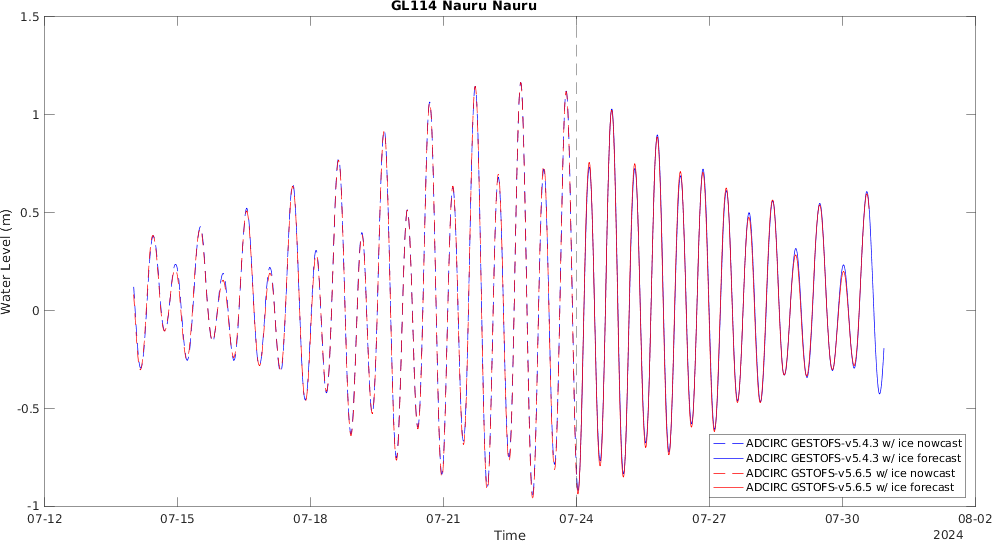 GL114 Nauru Nauru
Water Level (m)
1.5
1
0.5
0
-0.5
-1
07-12
07-15
07-18
07-21
07-24
07-27
07-30
08-02
Time
2024
ADCIRC GESTOFS-v5.4.3 w/ ice nowcast
ADCIRC GESTOFS-v5.4.3 w/ ice forecast
ADCIRC GSTOFS-v5.6.5 w/ ice nowcast
ADCIRC GSTOFS-v5.6.5 w/ ice forecast